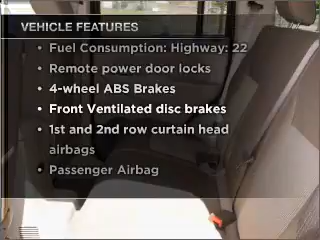 VEHICLE FEATURES
• Fuel Consumption: Highway: 22
• Remote power door locks
• 4-wheel ABS Brakes
• Front Ventilated disc brakes
• 1st and 2nd row curtain head
airbags
• Passenger Airbag